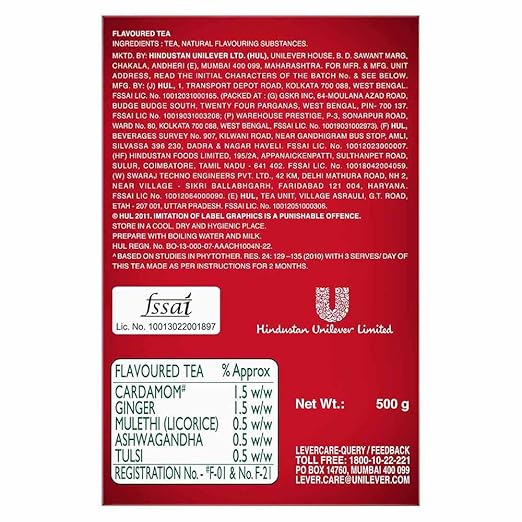 FLAVOURED TEA
INGREDIENTS : TEA, NATURAL FLAVOURING SUBSTANCES.
MKTD. BY: HINDUSTAN UNILEVER LTD. (HUL), UNILEVER HOUSE, B. D. SAWANT MARG,
CHAKALA, ANDHERI (E), MUMBAI 400 099, MAHARASHTRA. FOR MFR. & MFG. UNIT
ADDRESS, READ THE INITIAL CHARACTERS OF THE BATCH No. & SEE BELOW.
MFG. BY: (J) HUL, 1, TRANSPORT DEPOT ROAD, KOLKATA 700 088, WEST BENGAL.
FSSAI LIC. No. 10012031000165. (PACKED AT : (G) GSKR INC, 64-MOULANA AZAD ROAD,
BUDGE BUDGE SOUTH, TWENTY FOUR PARGANAS, WEST BENGAL, PIN- 700 137.
FSSAI LIC. No. 10019031003208; (P) WAREHOUSE PRESTIGE, P-3, SONARPUR ROAD,
WARD No. 80, KOLKATA 700 088, WEST BENGAL, FSSAI LIC. No. 10019031002973). (F) HUL,
BEVERAGES SURVEY No. 907, KILWANI ROAD, NEAR GANDHIGRAM BUS STOP, AMLI,
SILVASSA 396 230, DADRA & NAGAR HAVELI. FSSAI LIC. No. 10012023000007.
(HF) HINDUSTAN FOODS LIMITED, 195/2A, APPANAICKENPATTI, SULTHANPET ROAD,
SULUR, COIMBATORE, TAMIL NADU - 641 402. FSSAI LIC. No. 10018042004059.
(W) SWARAJ TECHNO ENGINEERS PVT. LTD., 42 KM, DELHI MATHURA ROAD, NH 2,
NEAR VILLAGE - SIKRI BALLABHGARH, FARIDABAD 121 004, HARYANA.
FSSAI LIC. No. 10012064000090. (E) HUL, TEA UNIT, VILLAGE ASRAULI, G.T. ROAD,
ETAH - 207 001, UTTAR PRADESH. FSSAI LIC. No. 10012051000306.
© HUL 2011. IMITATION OF LABEL GRAPHICS IS A PUNISHABLE OFFENCE.
STORE IN A COOL, DRY AND HYGIENIC PLACE.
PREPARE WITH BOILING WATER AND MILK.
HUL REGN. No. BO-13-000-07-AAACH1004N-22.
^ BASED ON STUDIES IN PHYTOTHER. RES. 24: 129 –135 (2010) WITH 3 SERVES/ DAY OF
THIS TEA MADE AS PER INSTRUCTIONS FOR 2 MONTHS.
fssai
Lic. No. 10013022001897
Hindustan Unilever Limited
FLAVOURED TEA % Approx
CARDAMOM# 1.5 w/w
GINGER 1.5 w/w
MULETHI (LICORICE) 0.5 w/w
ASHWAGANDHA 0.5 w/w
TULSI 0.5 w/w
REGISTRATION No. - #F-01 & No. F-21
Net Wt.: 500 g
LEVERCARE-QUERY / FEEDBACK
TOLL FREE: 1800-10-22-221
PO BOX 14760, MUMBAI 400 099
LEVER.CARE@UNILEVER.COM